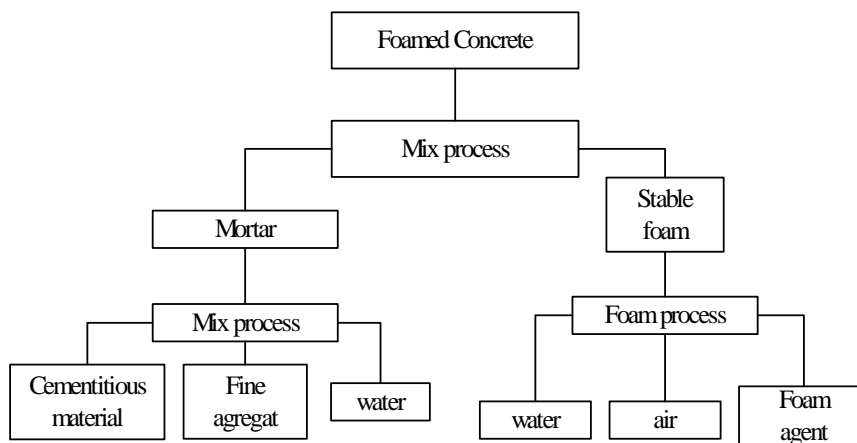 Foamed Concrete
Mix process
Mortar
Stable
foam
Mix process
Foam process
Cementitious
material
Fine
agregat
water
water
air
Foam
agent